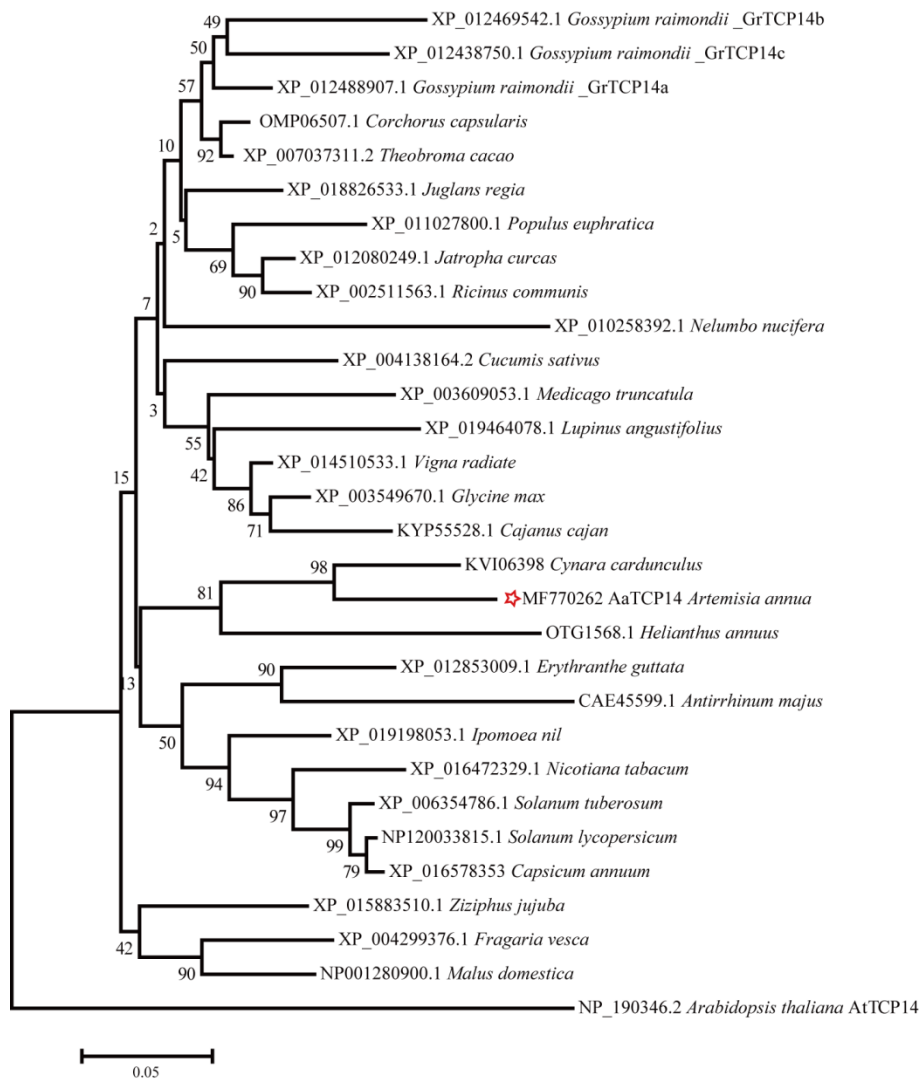 XP_012469542.1 Gossypium raimondii _GrTCP14b
49
XP_012438750.1 Gossypium raimondii _GrTCP14c
50
XP_012488907.1 Gossypium raimondii _GrTCP14a
57
OMP06507.1 Corchorus capsularis
92
XP_007037311.2 Theobroma cacao
10
XP_018826533.1 Juglans regia
5
XP_011027800.1 Populus euphratica
2
69
XP_012080249.1 Jatropha curcas
90
XP_002511563.1 Ricinus communis
7
XP_010258392.1 Nelumbo nucifera
XP_004138164.2 Cucumis sativus
3
XP_003609053.1 Medicago truncatula
55
XP_019464078.1 Lupinus angustifolius
42
XP_014510533.1 Vigna radiate
15
86
XP_003549670.1 Glycine max
71
KYP55528.1 Cajanus cajan
98
KVI06398 Cynara cardunculus
81
MF770262 AaTCP14 Artemisia annua
OTG1568.1 Helianthus annuus
90
XP_012853009.1 Erythranthe guttata
13
CAE45599.1 Antirrhinum majus
50
XP_019198053.1 Ipomoea nil
94
XP_016472329.1 Nicotiana tabacum
97
XP_006354786.1 Solanum tuberosum
99
NP120033815.1 Solanum lycopersicum
79
XP_016578353 Capsicum annuum
XP_015883510.1 Ziziphus jujuba
42
XP_004299376.1 Fragaria vesca
90
NP001280900.1 Malus domestica
NP_190346.2 Arabidopsis thaliana AtTCP14
0.05